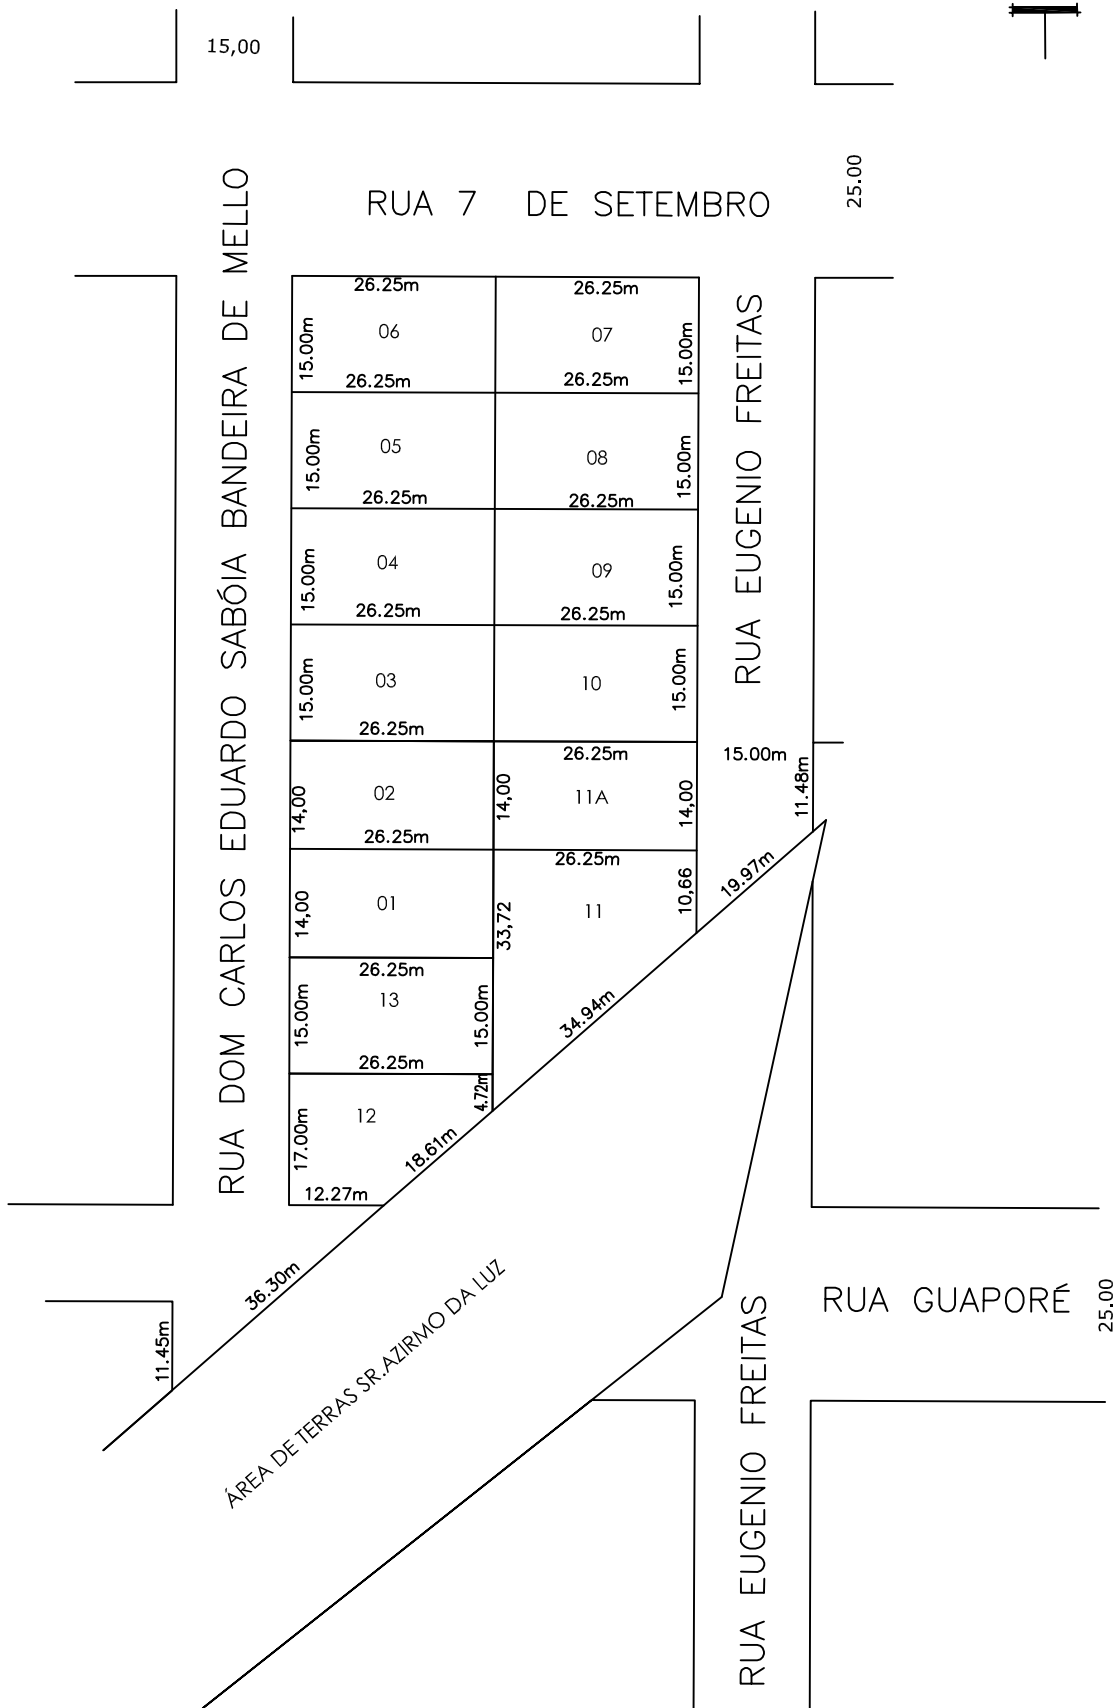 15,00
25.00
RUA 7 DE SETEMBRO
RUA DOM CARLOS EDUARDO SABÓIA BANDEIRA DE MELLO
RUA EUGENIO FREITAS
26.25m
26.25m
15.00m
06
07
15.00m
26.25m
26.25m
15.00m
05
08
15.00m
26.25m
26.25m
15.00m
04
09
15.00m
26.25m
26.25m
15.00m
03
10
15.00m
26.25m
26.25m
15.00m
11.48m
14,00
02
14,00
11A
14,00
26.25m
26.25m
19.97m
14,00
01
33,72
11
10,66
26.25m
15.00m
13
15.00m
34.94m
26.25m
4.72m
17.00m
12
18.61m
12.27m
36.30m
11.45m
ÁREA DE TERRAS SR.AZIRMO DA LUZ
RUA GUAPORÉ
25.00
RUA EUGENIO FREITAS